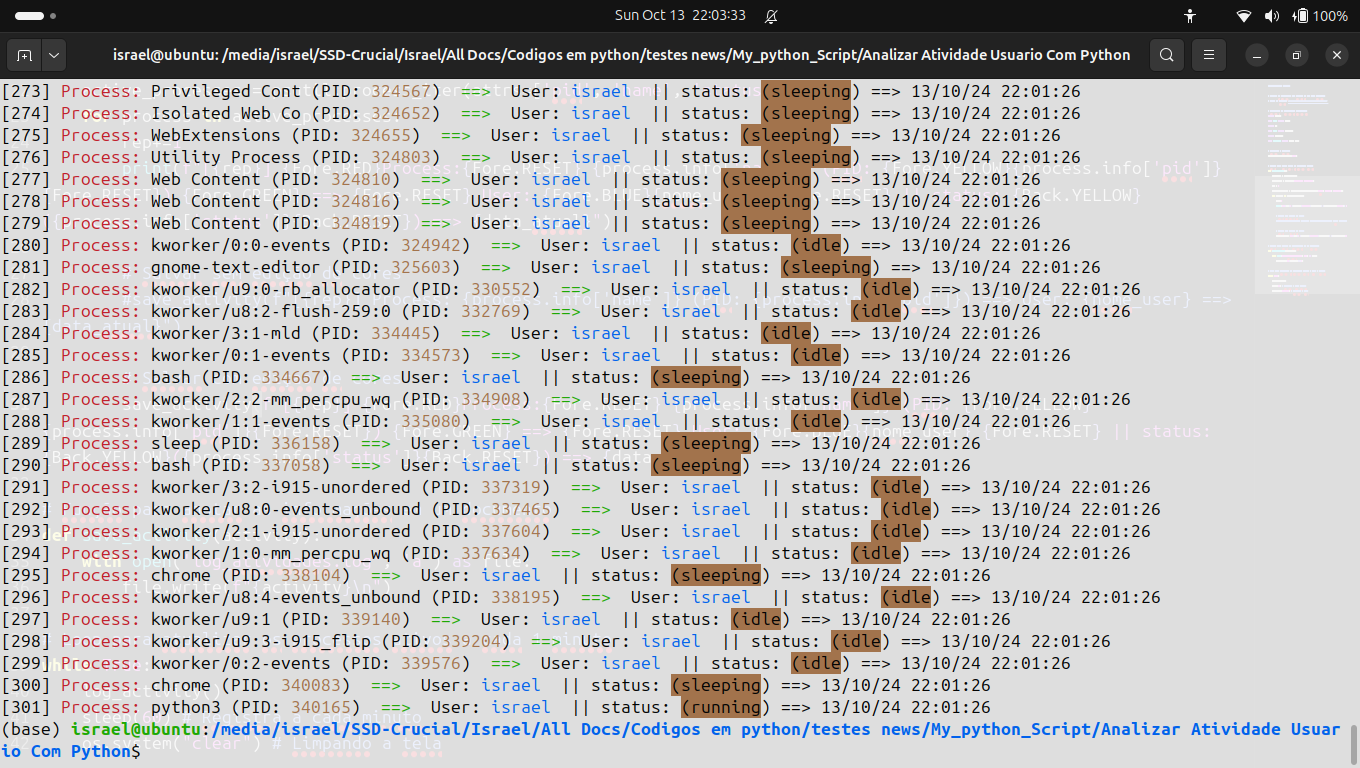 Sun Oct 13 22:03:33
100%
israel@ubuntu: /media/israel/SSD-Crucial/Israel/All Docs/Codigos em python/testes news/My_python_Script/Analizar Atividade Usuario Com Python
[273] Process: Privileged Cont (PID: 324567)  ==>  User: israel  || status: (sleeping) ==> 13/10/24 22:01:26
[274] Process: Isolated Web Co (PID: 324652)  ==>  User: israel  || status: (sleeping) ==> 13/10/24 22:01:26
[275] Process: WebExtensions (PID: 324655)  ==>  User: israel  || status: (sleeping) ==> 13/10/24 22:01:26
[276] Process: Utility Process (PID: 324803)  ==>  User: israel  || status: (sleeping) ==> 13/10/24 22:01:26
[277] Process: Web Content (PID: 324810)  ==>  User: israel  || status: (sleeping) ==> 13/10/24 22:01:26
[278] Process: Web Content (PID: 324816)  ==>  User: israel  || status: (sleeping) ==> 13/10/24 22:01:26
[279] Process: Web Content (PID: 324819)  ==>  User: israel  || status: (sleeping) ==> 13/10/24 22:01:26
[280] Process: kworker/0:0-events (PID: 324942)  ==>  User: israel  || status: (idle) ==> 13/10/24 22:01:26
[281] Process: gnome-text-editor (PID: 325603)  ==>  User: israel  || status: (sleeping) ==> 13/10/24 22:01:26
[282] Process: kworker/u9:0-rb_allocator (PID: 330552)  ==>  User: israel  || status: (idle) ==> 13/10/24 22:01:26
[283] Process: kworker/u8:2-flush-259:0 (PID: 332769)  ==>  User: israel  || status: (idle) ==> 13/10/24 22:01:26
[284] Process: kworker/3:1-mld (PID: 334445)  ==>  User: israel  || status: (idle) ==> 13/10/24 22:01:26
[285] Process: kworker/0:1-events (PID: 334573)  ==>  User: israel  || status: (idle) ==> 13/10/24 22:01:26
[286] Process: bash (PID: 334667)  ==>  User: israel  || status: (sleeping) ==> 13/10/24 22:01:26
[287] Process: kworker/2:2-mm_percpu_wq (PID: 334908)  ==>  User: israel  || status: (idle) ==> 13/10/24 22:01:26
[288] Process: kworker/1:1-events (PID: 335080)  ==>  User: israel  || status: (idle) ==> 13/10/24 22:01:26
[289] Process: sleep (PID: 336158)  ==>  User: israel  || status: (sleeping) ==> 13/10/24 22:01:26
[290] Process: bash (PID: 337058)  ==>  User: israel  || status: (sleeping) ==> 13/10/24 22:01:26
[291] Process: kworker/3:2-i915-unordered (PID: 337319)  ==>  User: israel  || status: (idle) ==> 13/10/24 22:01:26
[292] Process: kworker/u8:0-events_unbound (PID: 337465)  ==>  User: israel  || status: (idle) ==> 13/10/24 22:01:26
[293] Process: kworker/2:1-i915-unordered (PID: 337604)  ==>  User: israel  || status: (idle) ==> 13/10/24 22:01:26
[294] Process: kworker/1:0-mm_percpu_wq (PID: 337634)  ==>  User: israel  || status: (idle) ==> 13/10/24 22:01:26
[295] Process: chrome (PID: 338104)  ==>  User: israel  || status: (sleeping) ==> 13/10/24 22:01:26
[296] Process: kworker/u8:4-events_unbound (PID: 338195)  ==>  User: israel  || status: (idle) ==> 13/10/24 22:01:26
[297] Process: kworker/u9:1 (PID: 339140)  ==>  User: israel  || status: (idle) ==> 13/10/24 22:01:26
[298] Process: kworker/u9:3-i915_flip (PID: 339204)  ==>  User: israel  || status: (idle) ==> 13/10/24 22:01:26
[299] Process: kworker/0:2-events (PID: 339576)  ==>  User: israel  || status: (idle) ==> 13/10/24 22:01:26
[300] Process: chrome (PID: 340083)  ==>  User: israel  || status: (sleeping) ==> 13/10/24 22:01:26
[301] Process: python3 (PID: 340165)  ==>  User: israel  || status: (running) ==> 13/10/24 22:01:26
(base) israel@ubuntu:/media/israel/SSD-Crucial/Israel/All Docs/Codigos em python/testes news/My_python_Script/Analizar Atividade Usuar
io Com Python$